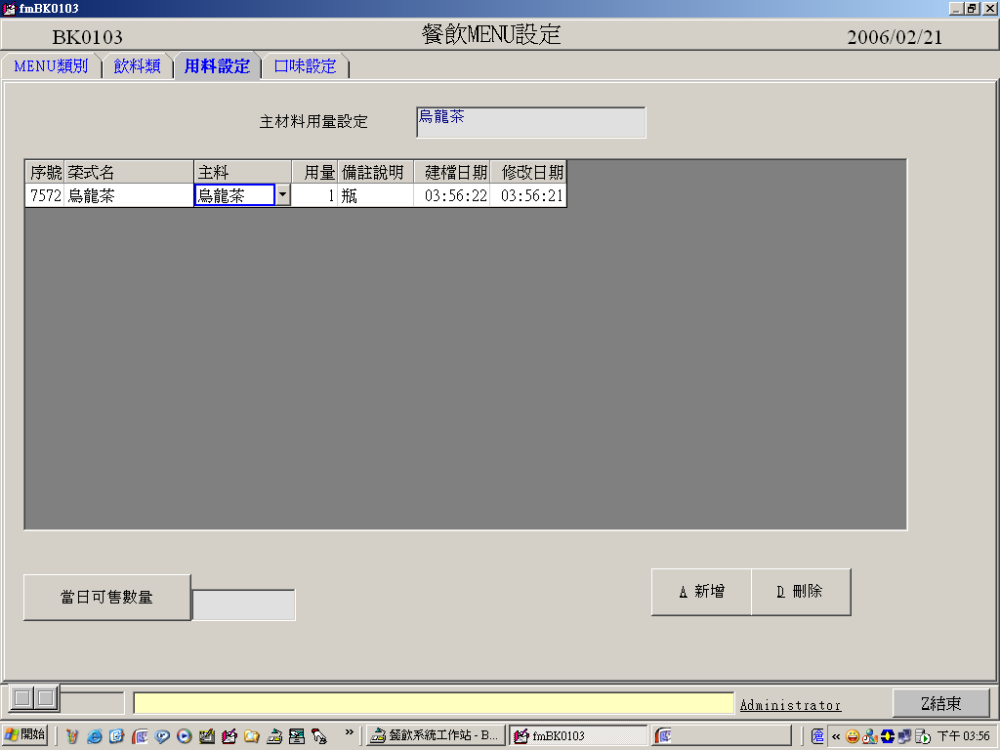 fmBK0103
BK0103 餐飲MENU設定 2006/02/21
MENU類別 飲料類 用料設定 口味設定
主材料用量設定 烏龍茶
序號 菜式名 主料 用量 備註說明 建檔日期 修改日期
7572 烏龍茶 烏龍茶 1 瓶 03:56:22 03:56:21
當日可售數量 A 新增 D 刪除
Administrator Z結束
開始 » 餐飲系統工作站 - B... fmBK0103 « 下午 03:56